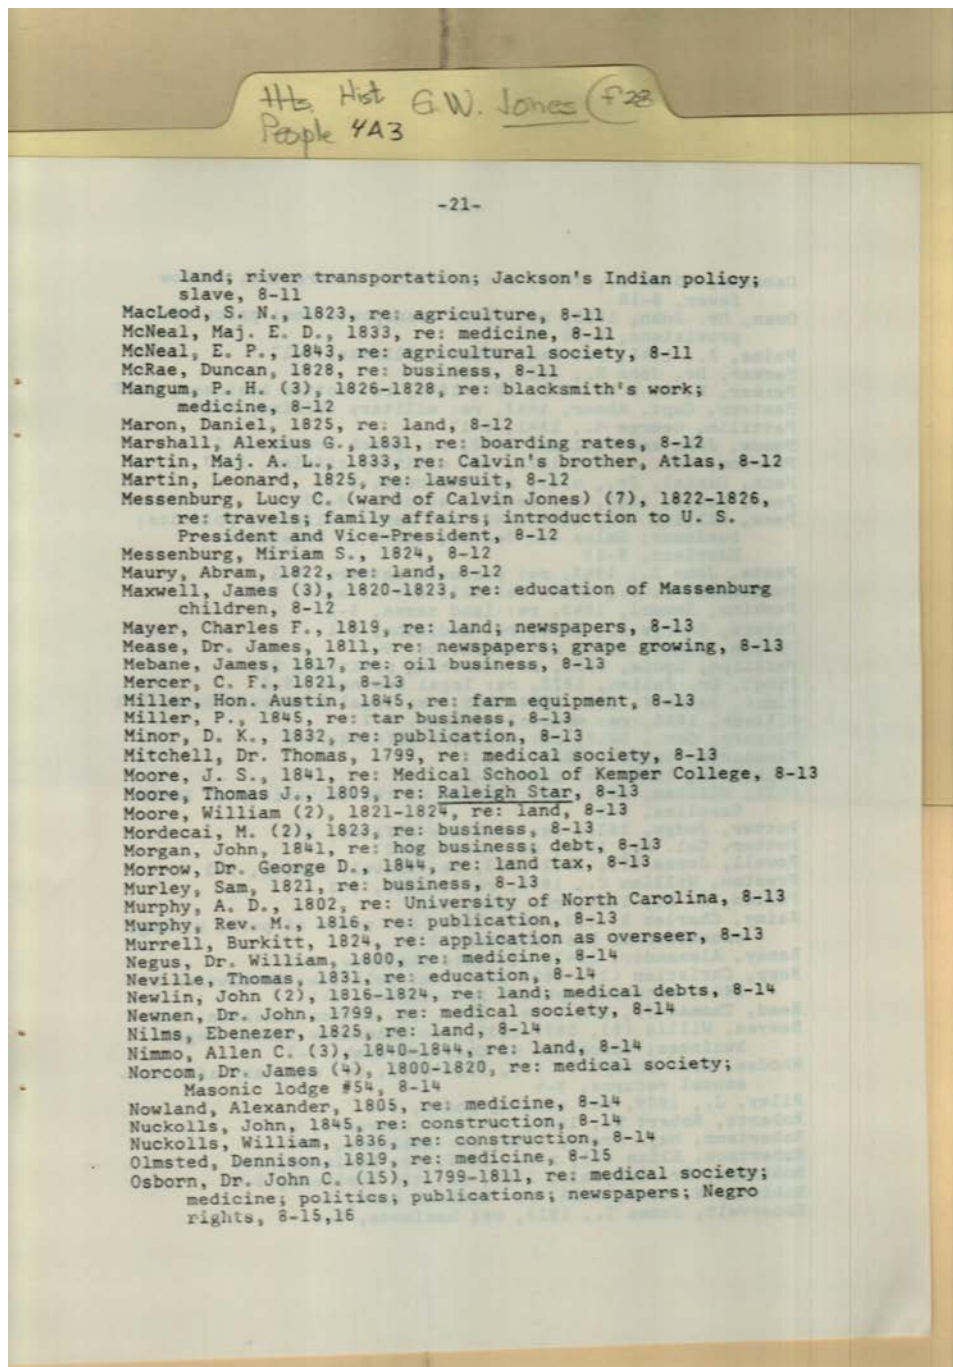 Hts. Hist G.W. Jones (f28
People 4A3
-21-
land; river transportation; Jackson's Indian policy;
slave, 8-11
MacLeod, S. N., 1823, re: agriculture, 8-11
McNeal, Maj. E. D., 1833, re: medicine, 8-11
McNeal, E. P., 1843, re: agricultural society, 8-11
McRae, Duncan, 1828, re: business, 8-11
Mangum, P. H. (3), 1826-1828, re: blacksmith's work;
medicine, 8-12
Maron, Daniel, 1825, re: land, 8-12
Marshall, Alexius G., 1831, re: boarding rates, 8-12
Martin, Maj. A. L., 1833, re: Calvin's brother, Atlas, 8-12
Martin, Leonard, 1825, re: lawsuit, 8-12
Messenburg, Lucy C. (ward of Calvin Jones) (7), 1822-1826,
re: travels; family affairs; introduction to U. S.
President and Vice-President, 8-12
Messenburg, Miriam S., 1824, 8-12
Maury, Abram, 1822, re: land, 8-12
Maxwell, James (3), 1820-1823, re: education of Massenburg
children, 8-12
Mayer, Charles F., 1819, re: land; newspapers, 8-13
Mease, Dr. James, 1811, re: newspapers; grape growing, 8-13
Mebane, James, 1817, re: oil business, 8-13
Mercer, C. F., 1821, 8-13
Miller, Hon. Austin, 1845, re: farm equipment, 8-13
Miller, P., 1845, re: tar business, 8-13
Minor, D. K., 1832, re: publication, 8-13
Mitchell, Dr. Thomas, 1799, re: medical society, 8-13
Moore, J. S., 1841, re: Medical School of Kemper College, 8-13
Moore, Thomas J., 1809, re: Raleigh Star, 8-13
Moore, William (2), 1821-1824, re: land, 8-13
Mordecai, M. (2), 1823, re: business, 8-13
Morgan, John, 1841, re: hog business; debt, 8-13
Morrow, Dr. George D., 1844, re: land tax, 8-13
Murley, Sam, 1821, re: business, 8-13
Murphy, A. D., 1802, re: University of North Carolina, 8-13
Murphy, Rev. M., 1816, re: publication, 8-13
Murrell, Burkitt, 1824, re: application as overseer, 8-13
Negus, Dr. William, 1800, re: medicine, 8-14
Neville, Thomas, 1831, re: education, 8-14
Newlin, John (2), 1816-1824, re: land; medical debts, 8-14
Newnen, Dr. John, 1799, re: medical society, 8-14
Nilms, Ebenezer, 1825, re: land, 8-14
Nimmo, Allen C. (3), 1840-1844, re: land, 8-14
Norcom, Dr. James (4), 1800-1820, re: medical society;
Masonic lodge #54, 8-14
Nowland, Alexander, 1805, re: medicine, 8-14
Nuckolls, John, 1845, re: construction, 8-14
Nuckolls, William, 1836, re: construction, 8-14
Olmsted, Dennison, 1819, re: medicine, 8-15
Osborn, Dr. John C. (15), 1799-1811, re: medical society;
medicine; politics; publications; newspapers; Negro
rights, 8-15,16